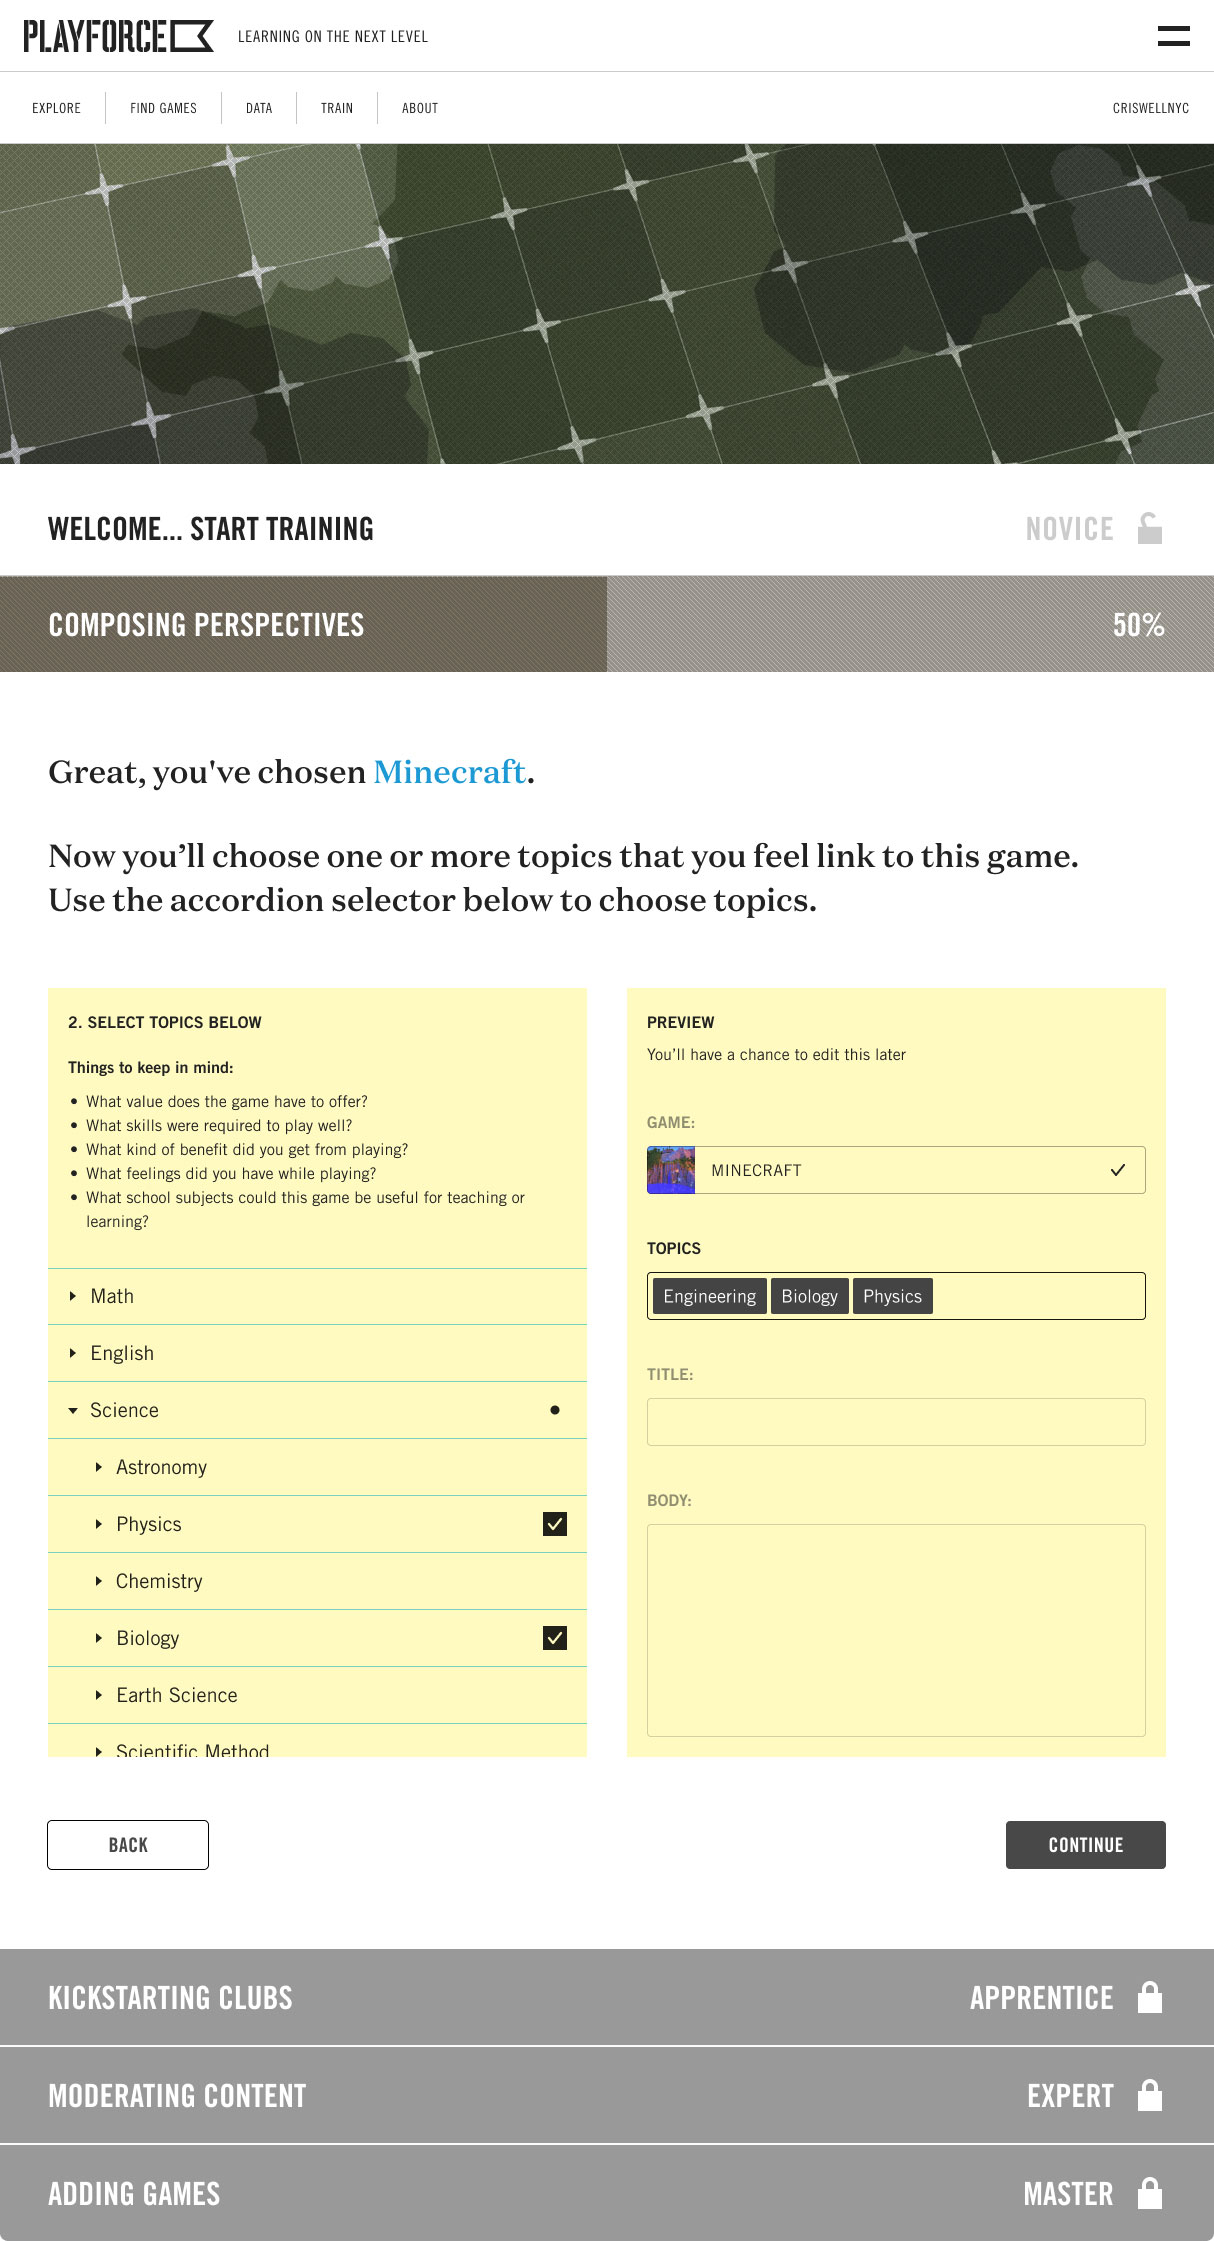 PLAYFORCE
LEARNING ON THE NEXT LEVEL
EXPLORE
FIND GAMES
DATA
TRAIN
ABOUT
CRISWELLNYC
WELCOME... START TRAINING
NOVICE
COMPOSING PERSPECTIVES
50%
Great, you've chosen Minecraft.
Now you’ll choose one or more topics that you feel link to this game.
Use the accordion selector below to choose topics.
2. SELECT TOPICS BELOW
Things to keep in mind:
• What value does the game have to offer?
• What skills were required to play well?
• What kind of benefit did you get from playing?
• What feelings did you have while playing?
• What school subjects could this game be useful for teaching or
learning?
Math
English
Science
Astronomy
Physics
Chemistry
Biology
Earth Science
Scientific Method
PREVIEW
You’ll have a chance to edit this later
GAME:
MINECRAFT
TOPICS
Engineering
Biology
Physics
TITLE:
BODY:
BACK
CONTINUE
KICKSTARTING CLUBS
APPRENTICE
MODERATING CONTENT
EXPERT
ADDING GAMES
MASTER